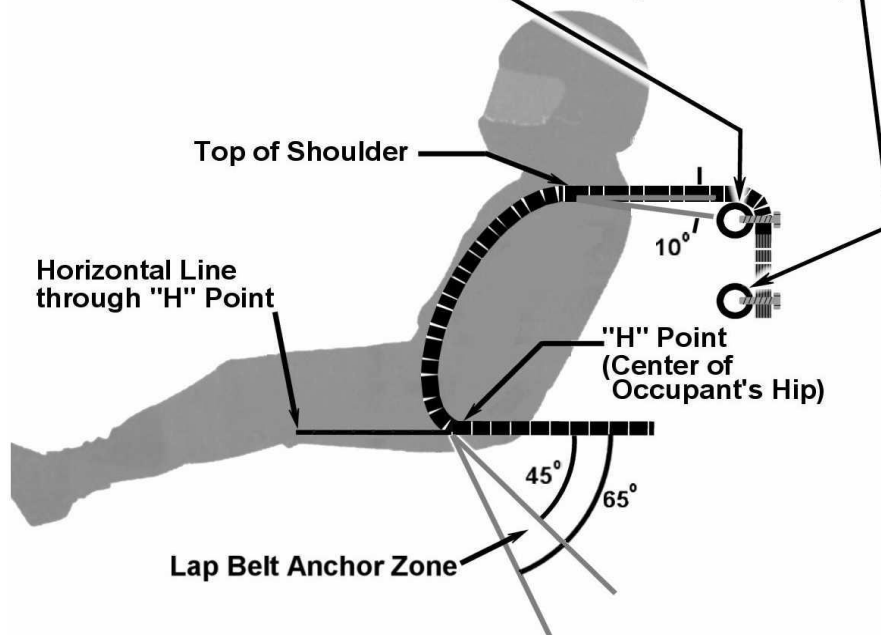 Top of Shoulder
10°
Horizontal Line
through "H" Point
"H" Point
(Center of
Occupant's Hip)
45°
65°
Lap Belt Anchor Zone